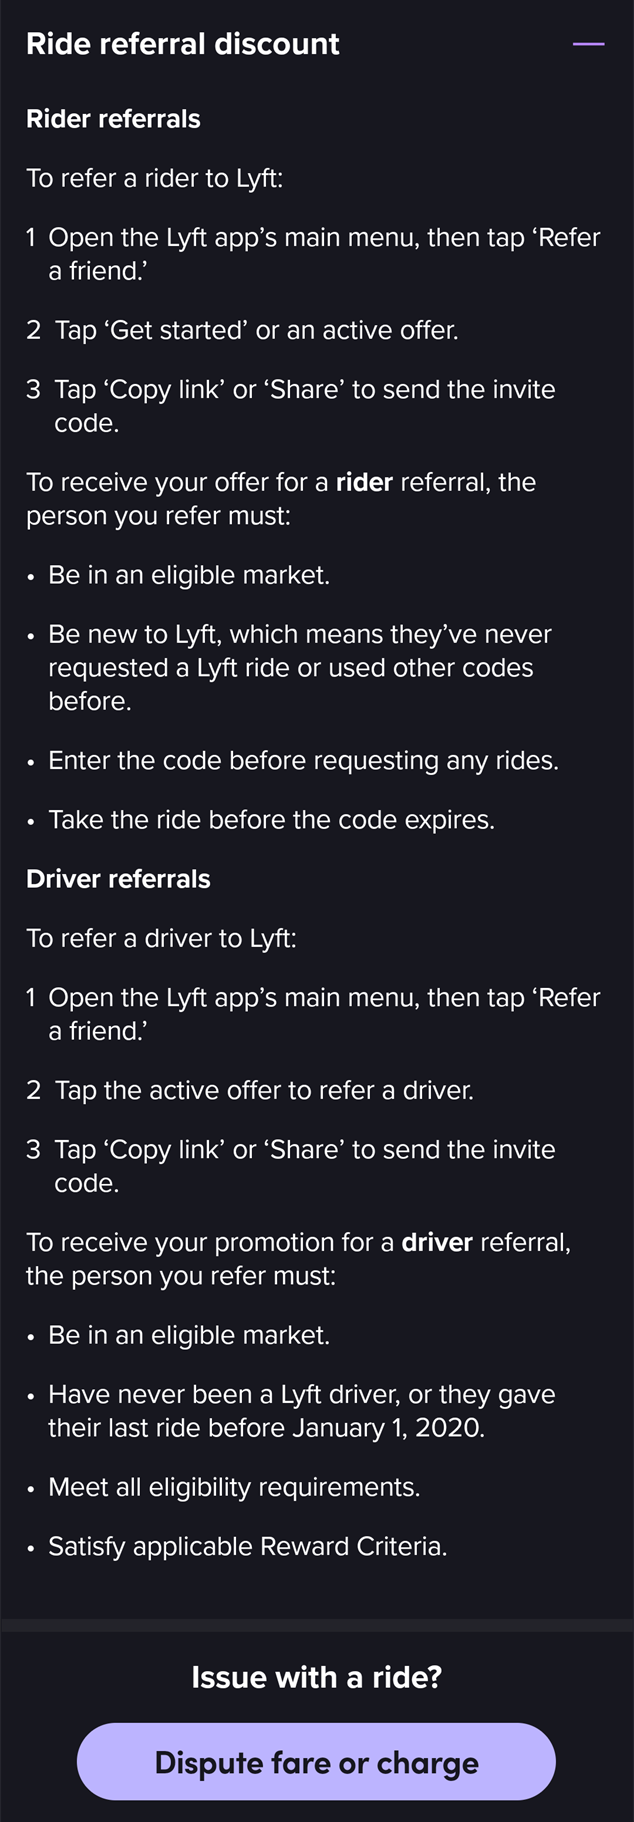 Ride referral discount
Rider referrals
To refer a rider to Lyft:
1 Open the Lyft app’s main menu, then tap ‘Refer
a friend.’
2 Tap ‘Get started’ or an active offer.
3 Tap ‘Copy link’ or ‘Share’ to send the invite
code.
To receive your offer for a rider referral, the
person you refer must:
• Be in an eligible market.
• Be new to Lyft, which means they’ve never
requested a Lyft ride or used other codes
before.
• Enter the code before requesting any rides.
• Take the ride before the code expires.
Driver referrals
To refer a driver to Lyft:
1 Open the Lyft app’s main menu, then tap ‘Refer
a friend.’
2 Tap the active offer to refer a driver.
3 Tap ‘Copy link’ or ‘Share’ to send the invite
code.
To receive your promotion for a driver referral,
the person you refer must:
• Be in an eligible market.
• Have never been a Lyft driver, or they gave
their last ride before January 1, 2020.
• Meet all eligibility requirements.
• Satisfy applicable Reward Criteria.
Issue with a ride?
Dispute fare or charge